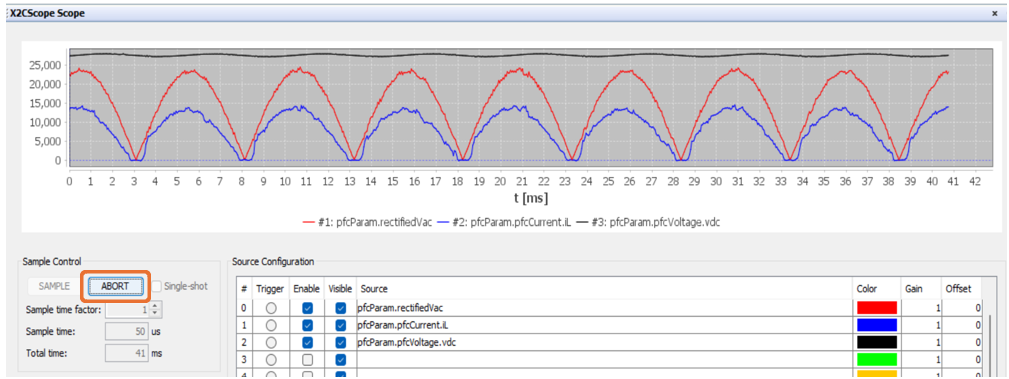 X2CScope Scope
×
25,000
20,000
15,000
10,000
5,000
0
0 1 2 3 4 5 6 7 8 9 10 11 12 13 14 15 16 17 18 19 20 21 22 23 24 25 26 27 28 29 30 31 32 33 34 35 36 37 38 39 40 41 42
t [ms]
#1: pfcParam.rectifiedVac #2: pfcParam.pfcCurrent.iL #3: pfcParam.pfcVoltage.vdc
Sample Control
SAMPLE ABORT Single-shot
Sample time factor: 1
Sample time: 50 us
Total time: 41 ms
Source Configuration
# Trigger Enable Visible Source Color Gain Offset
0 pfcParam.rectifiedVac 1 0
1 pfcParam.pfcCurrent.iL 1 0
2 pfcParam.pfcVoltage.vdc 1 0
3 1 0